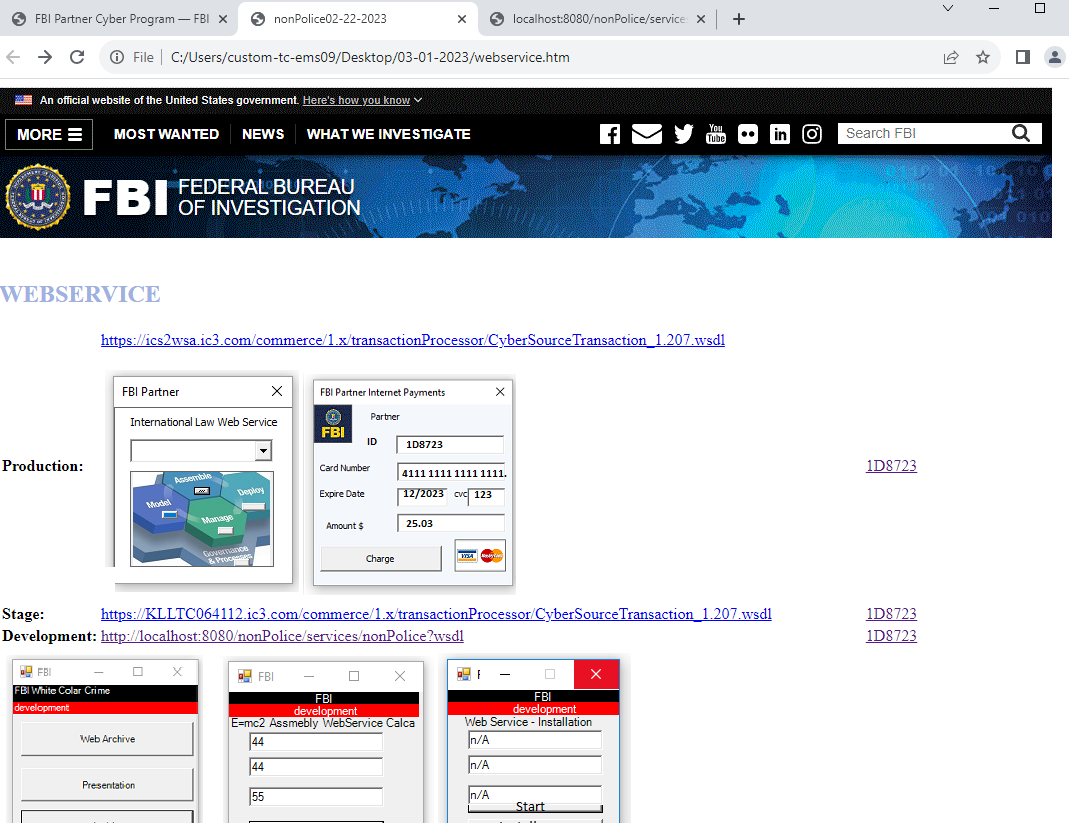 FBI Partner Cyber Program — FBI
nonPolice02-22-2023
localhost:8080/nonPolice/service
File
C:/Users/custom-tc-ems09/Desktop/03-01-2023/webservice.htm
An official website of the United States government. Here's how you know
MORE
MOST WANTED
NEWS
WHAT WE INVESTIGATE
You
Tube
in
Search FBI
FBI
FEDERAL BUREAU
OF INVESTIGATION
WEBSERVICE
https://ics2wsa.ic3.com/commerce/1.x/transactionProcessor/CyberSourceTransaction_1.207.wsdl
Production:
FBI Partner
International Law Web Service
Assemble
Model
Deploy
Manage
Governance
& Processes
FBI Partner Internet Payments
FBI
Partner
ID
1D8723
Card Number
4111 1111 1111 1111.
Expire Date
12/2023
cvc
123
Amount $
25.03
Charge
VISA
MasterCard
1D8723
Stage:
https://KLLTC064112.ic3.com/commerce/1.x/transactionProcessor/CyberSourceTransaction_1.207.wsdl
1D8723
Development:
http://localhost:8080/nonPolice/services/nonPolice?wsdl
1D8723
FBI
FBI White Colar Crime
development
Web Archive
Presentation
FBI
FBI
development
E=mc2 Assmebly WebService Calca
44
44
55
FBI
development
Web Service - Installation
n/A
n/A
n/A
Start